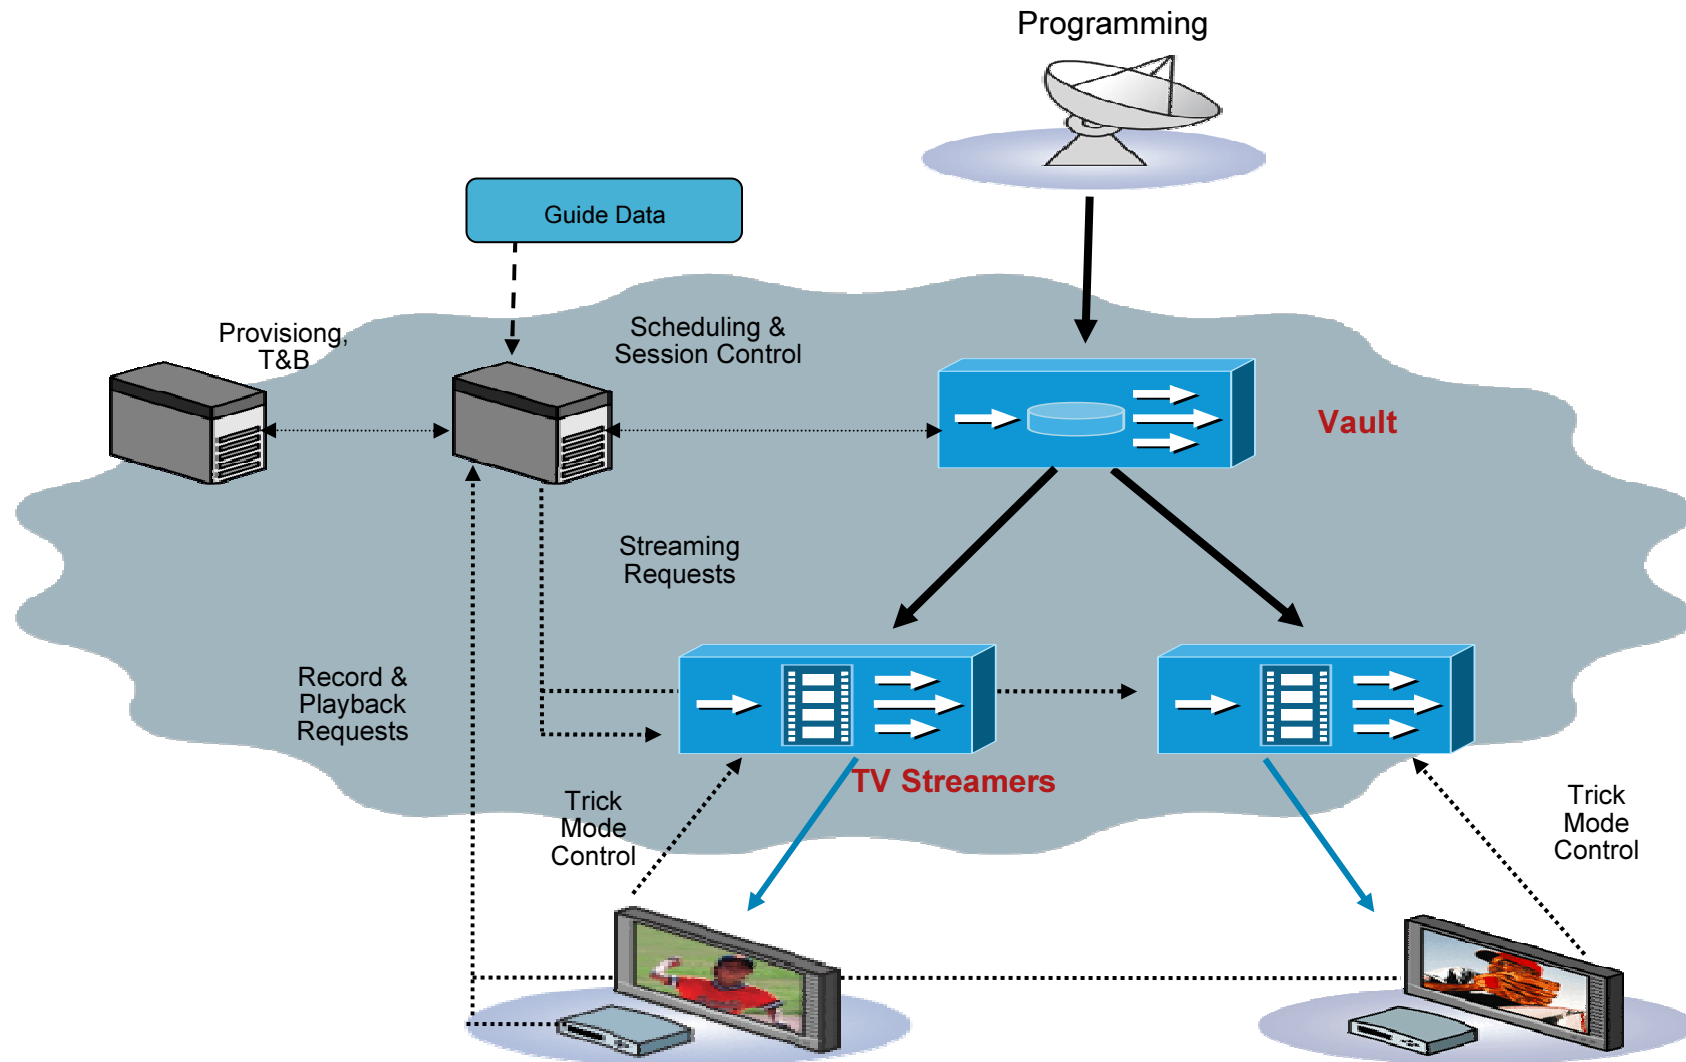 Programming
Guide Data
Provisiong,
T&B
Scheduling &
Session Control
Vault
Streaming
Requests
Record &
Playback
Requests
TV Streamers
Trick
Mode
Control
Trick
Mode
Control